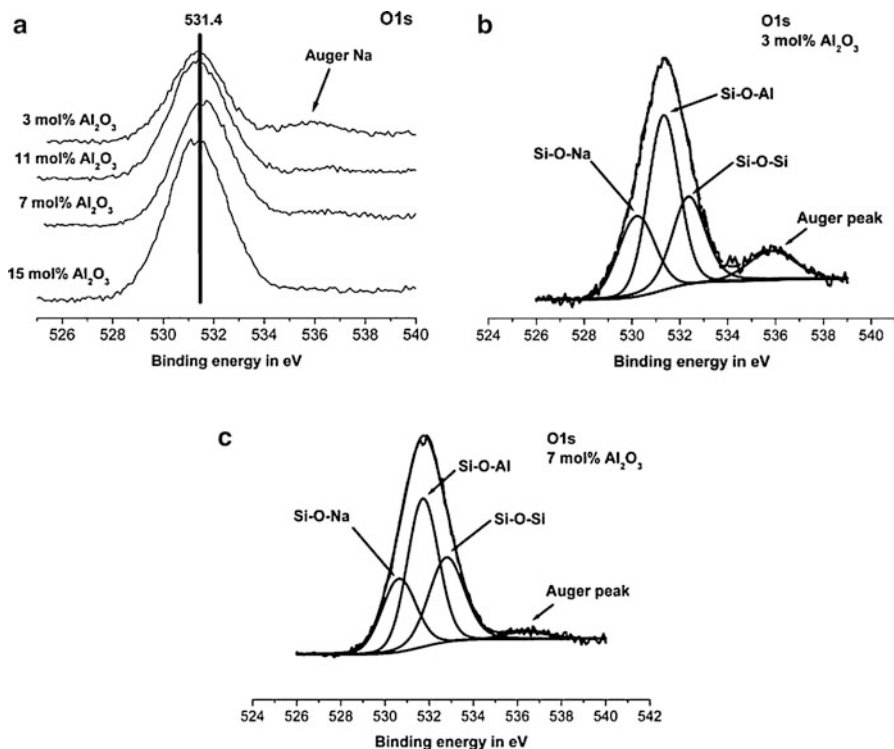 a
531.4
O1s
Auger Na
3 mol% Al₂O₃
11 mol% Al₂O₃
7 mol% Al₂O₃
15 mol% Al₂O₃
526 528 530 532 534 536 538 540
Binding energy in eV
b
O1s
3 mol% Al₂O₃
Si-O-Al
Si-O-Na
Si-O-Si
Auger peak
524 526 528 530 532 534 536 538 540
Binding energy in eV
c
O1s
7 mol% Al₂O₃
Si-O-Al
Si-O-Na
Si-O-Si
Auger peak
524 526 528 530 532 534 536 538 540 542
Binding energy in eV